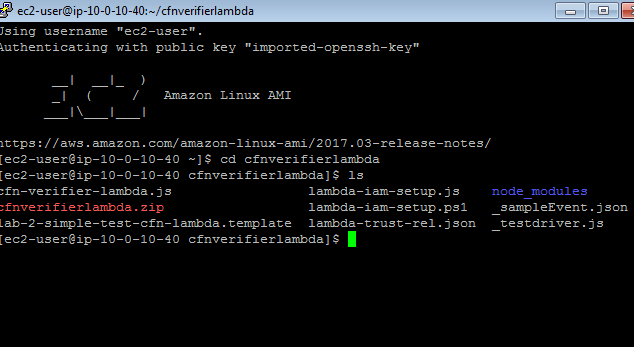 ec2-user@ip-10-0-10-40:~/cfnverifierlambda
Using username "ec2-user".
Authenticating with public key "imported-openssh-key"
__|  __|_  )
_|  (     /   Amazon Linux AMI
___|\___|___|
https://aws.amazon.com/amazon-linux-ami/2017.03-release-notes/
[ec2-user@ip-10-0-10-40 ~]$ cd cfnverifierlambda
[ec2-user@ip-10-0-10-40 cfnverifierlambda]$ ls
cfn-verifier-lambda.js lambda-iam-setup.js node_modules
cfnverifierlambda.zip lambda-iam-setup.ps1 _sampleEvent.json
lab-2-simple-test-cfn-lambda.template lambda-trust-rel.json _testdriver.js
[ec2-user@ip-10-0-10-40 cfnverifierlambda]$